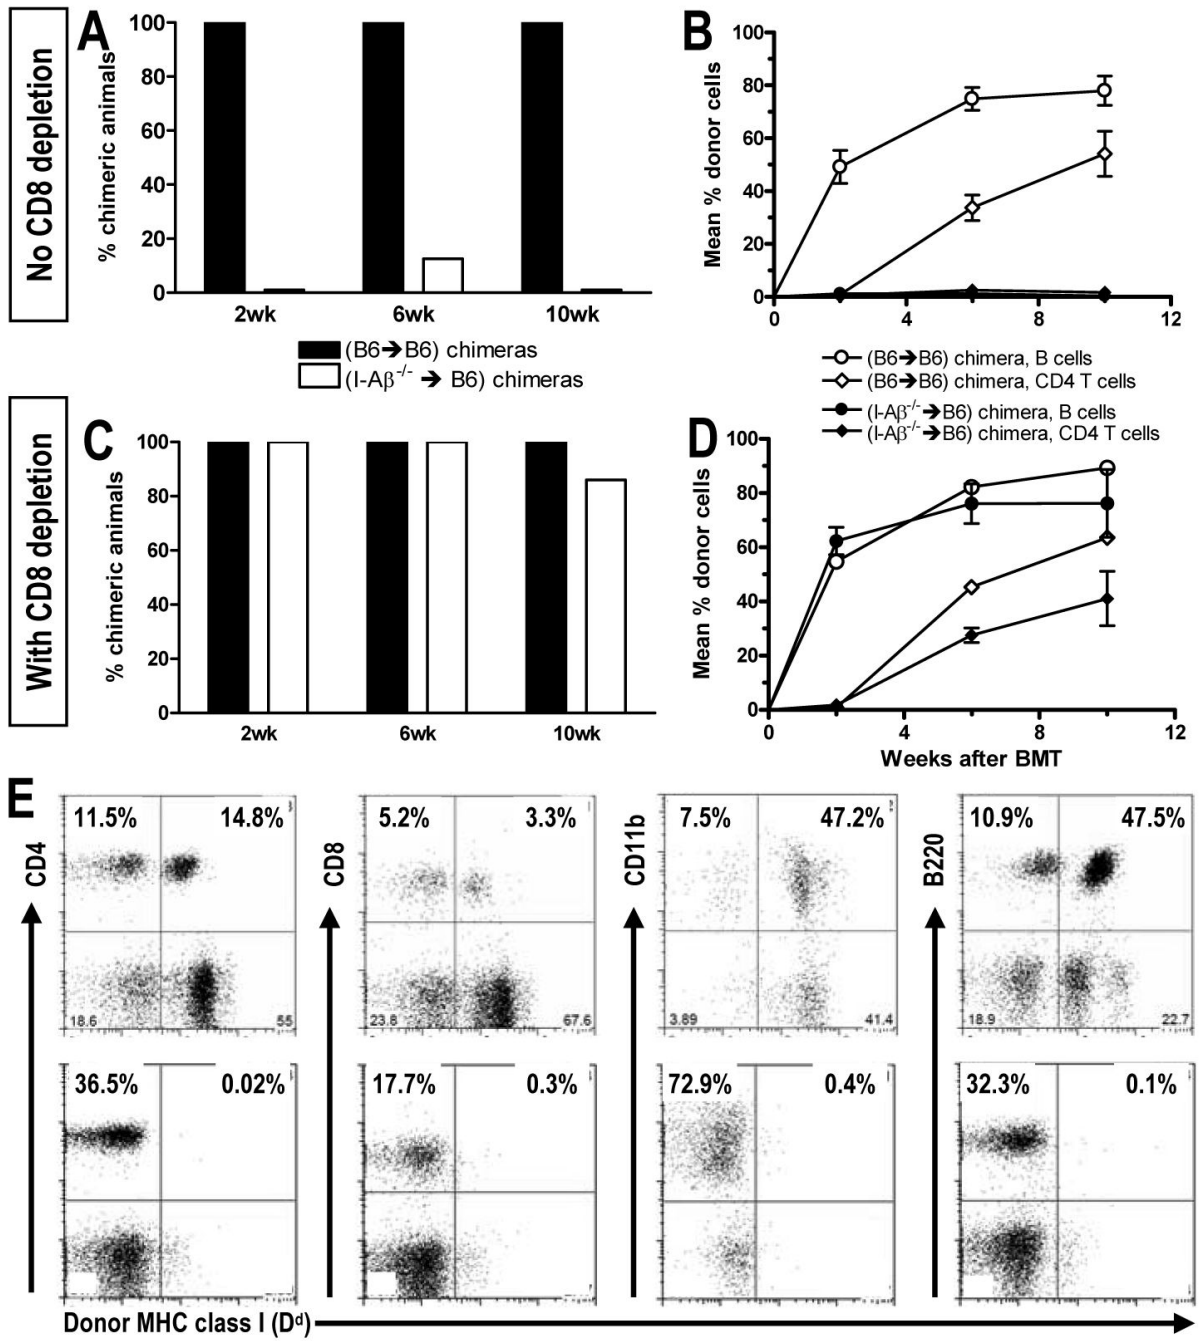 No CD8 depletion
A
% chimeric animals
100
80
60
40
20
0
2wk
6wk
10wk
B
Mean % donor cells
100
80
60
40
20
0
0
4
8
12
(B6➔B6) chimeras
(I-Aβ-/- ➔ B6) chimeras
(B6➔B6) chimera, B cells
(B6➔B6) chimera, CD4 T cells
(I-Aβ-/-➔B6) chimera, B cells
(I-Aβ-/-➔B6) chimera, CD4 T cells
With CD8 depletion
C
% chimeric animals
100
80
60
40
20
0
2wk
6wk
10wk
D
Mean % donor cells
100
80
60
40
20
0
0
4
8
12
Weeks after BMT
E
CD4
11.5% 14.8%
18.6 55
CD8
5.2% 3.3%
23.8 67.6
CD11b
7.5% 47.2%
3.89 41.4
B220
10.9% 47.5%
18.9 22.7
36.5% 0.02%
17.7% 0.3%
72.9% 0.4%
32.3% 0.1%
Donor MHC class I (Dd)